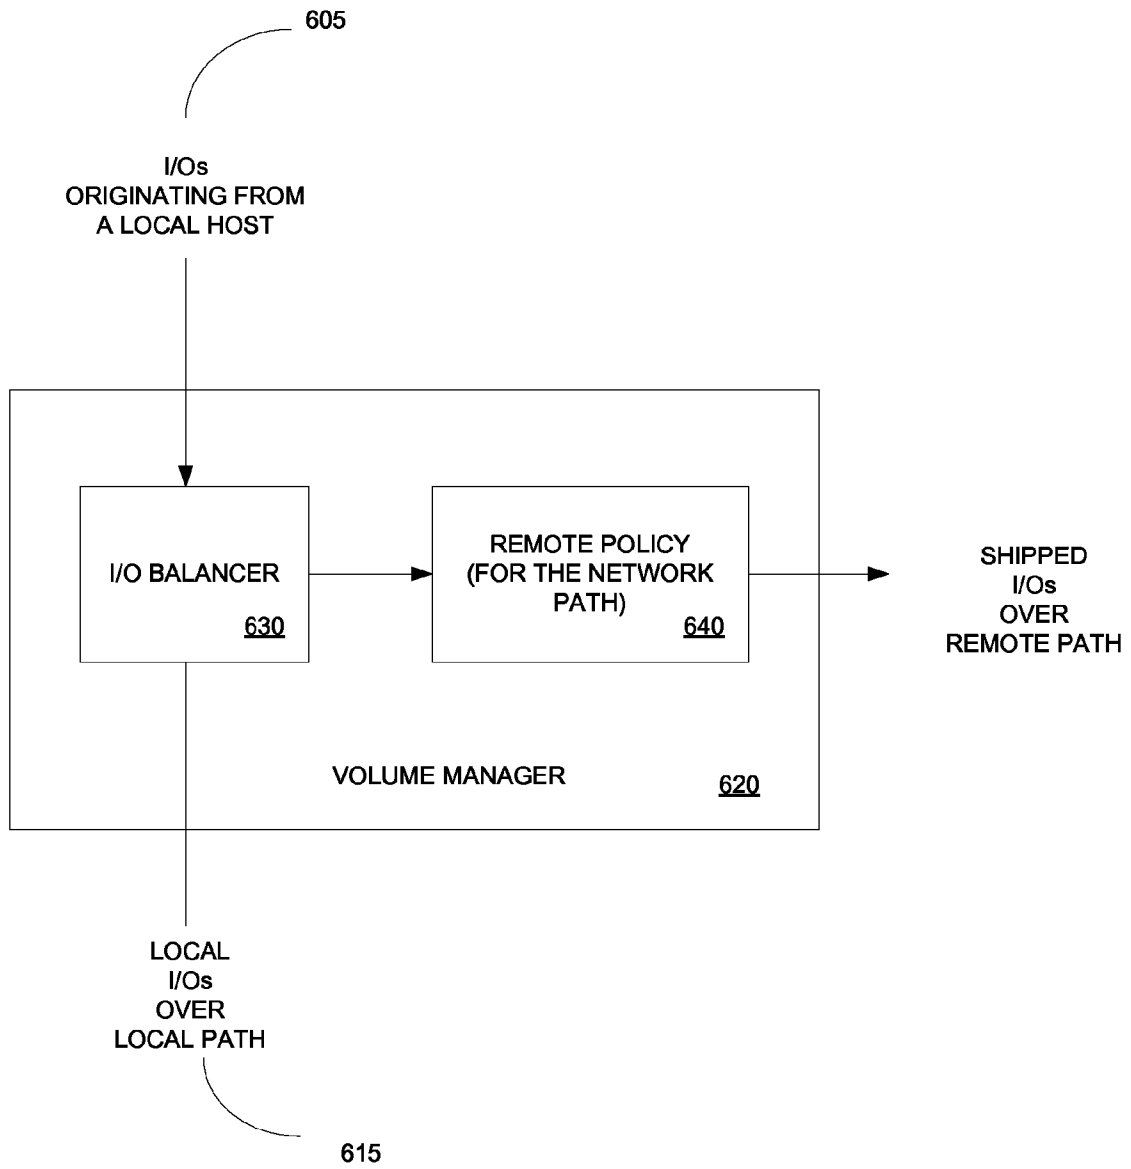 605
I/Os
ORIGINATING FROM
A LOCAL HOST
I/O BALANCER
630
REMOTE POLICY
(FOR THE NETWORK
PATH)
640
SHIPPED
I/Os
OVER
REMOTE PATH
VOLUME MANAGER
620
LOCAL
I/Os
OVER
LOCAL PATH
615